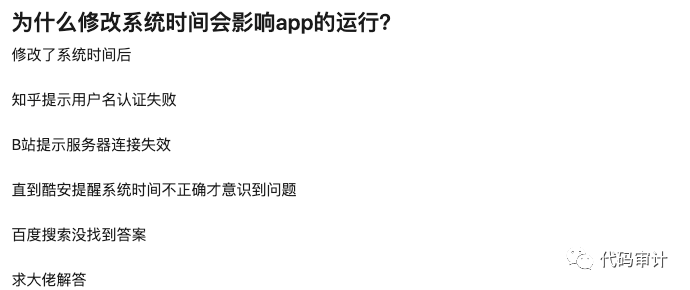 为什么修改系统时间会影响app的运行？
修改了系统时间后
知乎提示用户名认证失败
B站提示服务器连接失效
直到酷安提醒系统时间不正确才意识到问题
百度搜索没找到答案
求大佬解答
代码审计